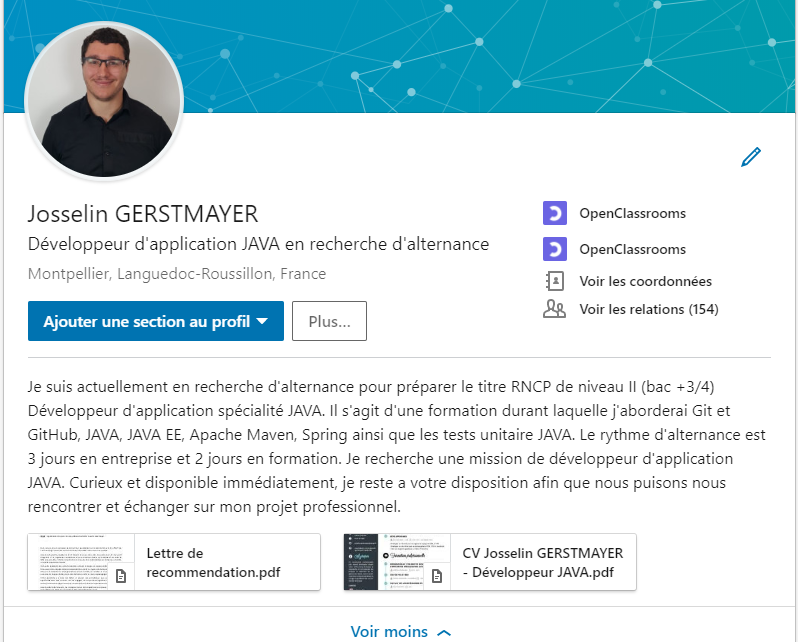 Josselin GERSTMAYER
Développeur d'application JAVA en recherche d'alternance
Montpellier, Languedoc-Roussillon, France
Ajouter une section au profil
Plus...
OpenClassrooms
OpenClassrooms
Voir les coordonnées
Voir les relations (154)
Je suis actuellement en recherche d'alternance pour préparer le titre RNCP de niveau II (bac +3/4)
Développeur d'application spécialité JAVA. Il s'agit d'une formation durant laquelle j'aborderai Git et
GitHub, JAVA, JAVA EE, Apache Maven, Spring ainsi que les tests unitaire JAVA. Le rythme d'alternance est
3 jours en entreprise et 2 jours en formation. Je recherche une mission de développeur d'application
JAVA. Curieux et disponible immédiatement, je reste a votre disposition afin que nous puisons nous
rencontrer et échanger sur mon projet professionnel.
Lettre de
recommendation.pdf
CV Josselin GERSTMAYER
- Développeur JAVA.pdf
Voir moins